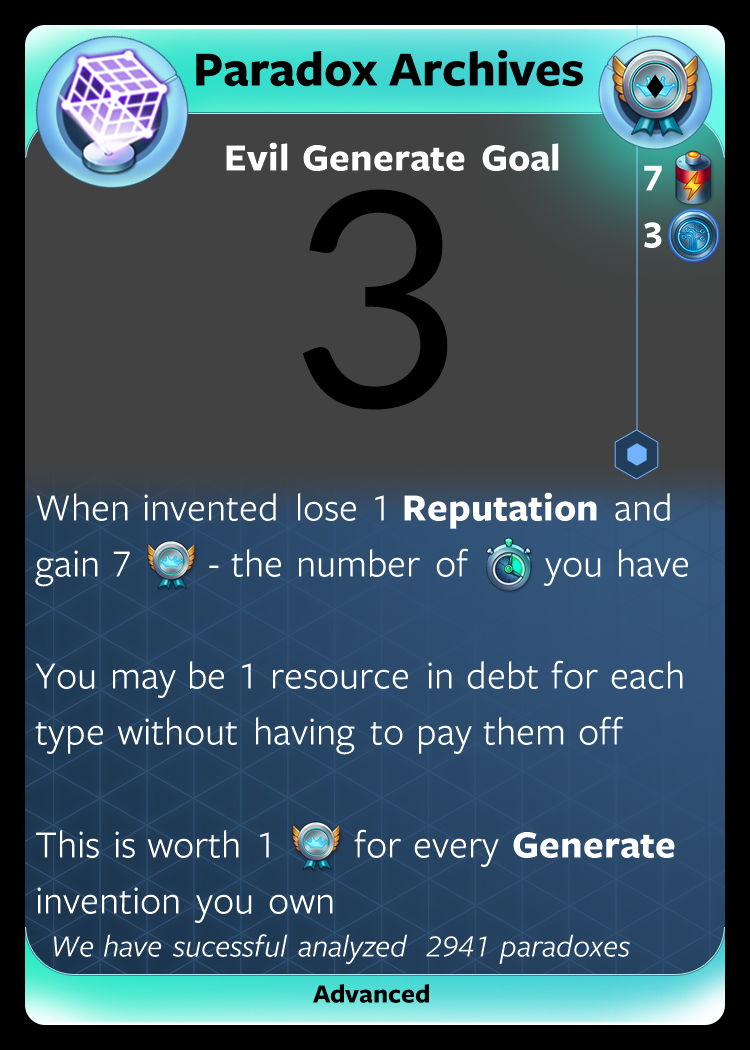 Paradox Archives
Evil Generate Goal
7
3
3
When invented lose 1 Reputation and
gain 7 - the number of you have
You may be 1 resource in debt for each
type without having to pay them off
This is worth 1 for every Generate
invention you own
We have sucessful analyzed 2941 paradoxes
Advanced